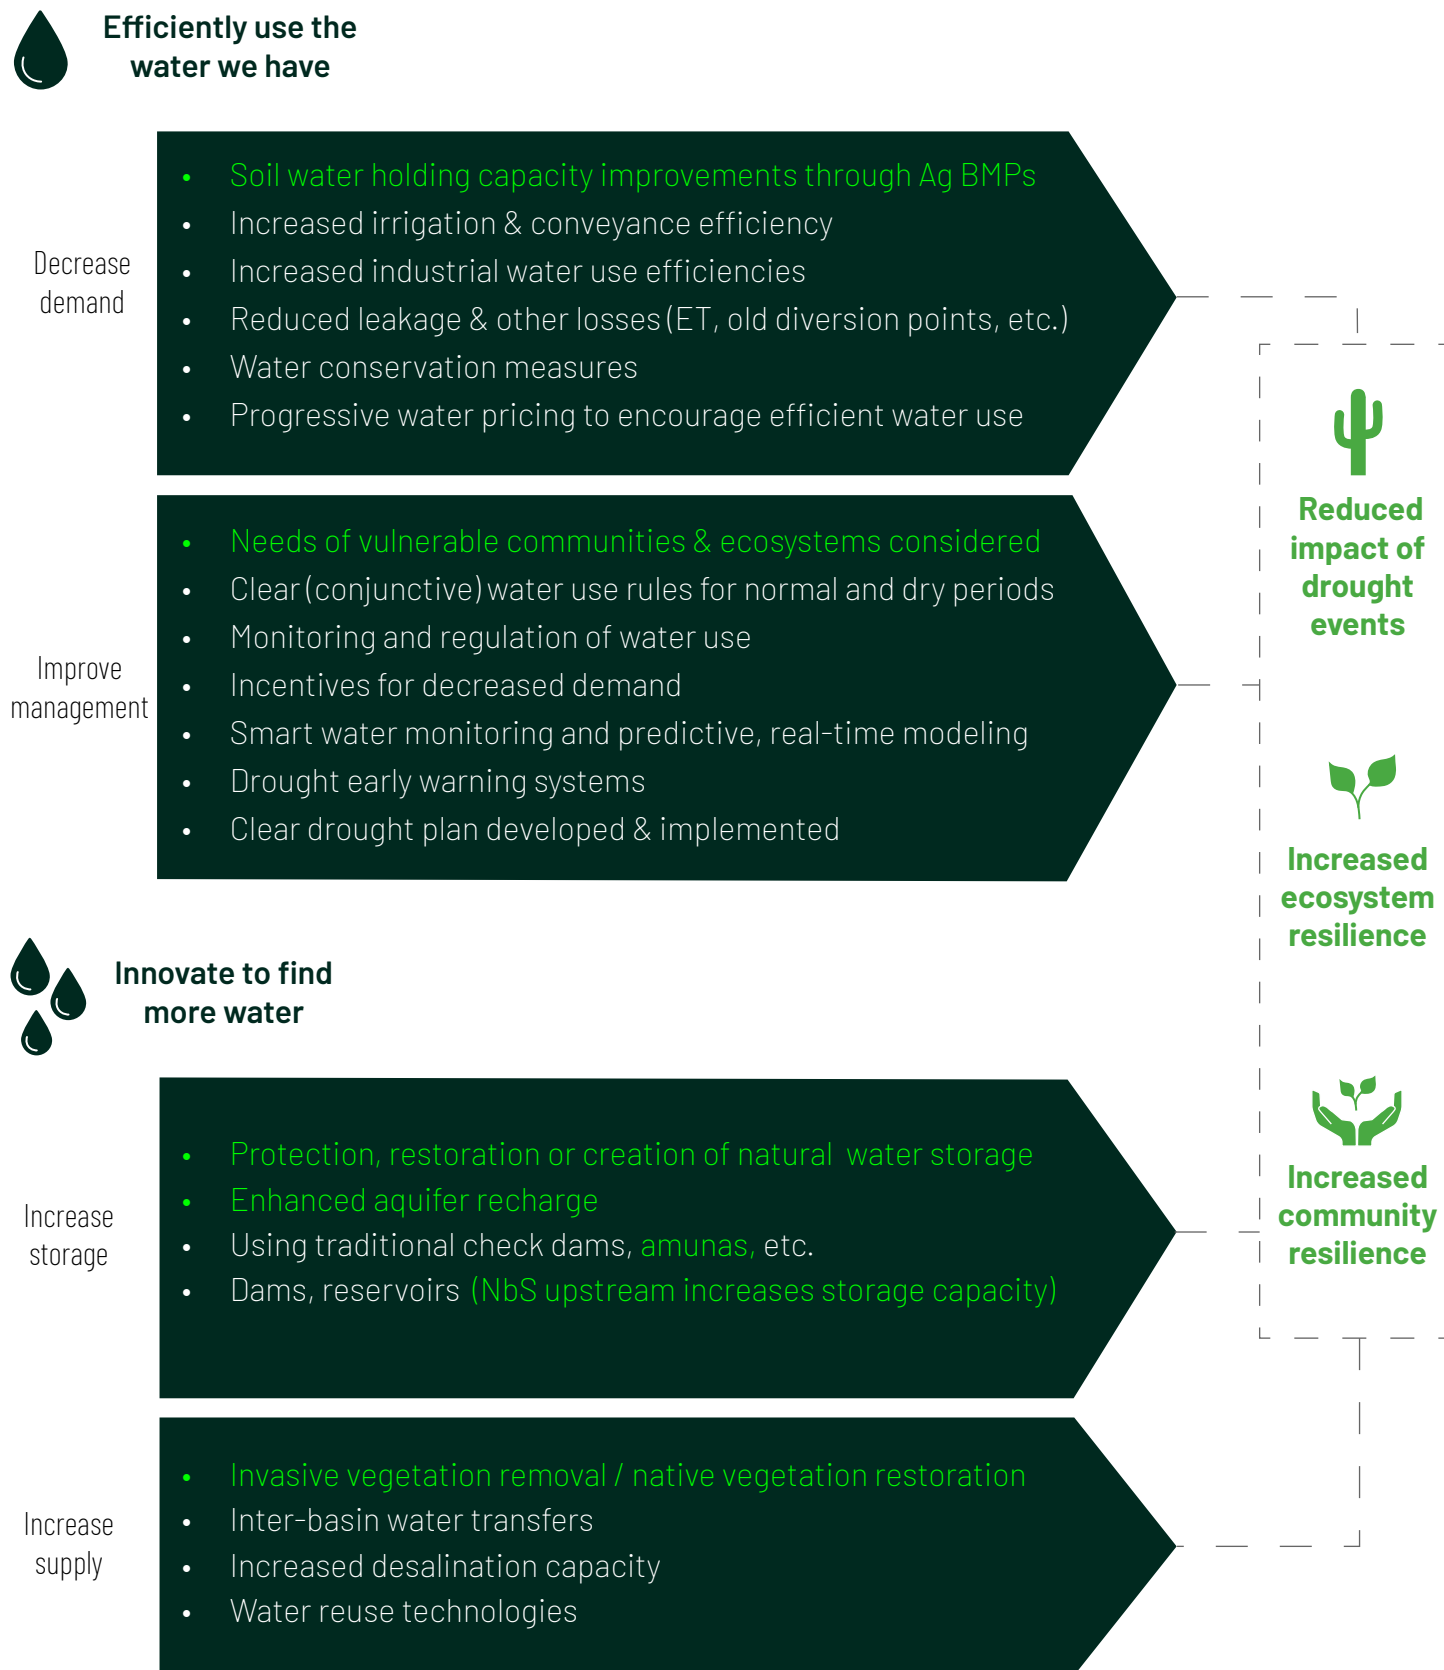 Efficiently use the
water we have
Decrease
demand
• Soil water holding capacity improvements through Ag BMPs
• Increased irrigation & conveyance efficiency
• Increased industrial water use efficiencies
• Reduced leakage & other losses (ET, old diversion points, etc.)
• Water conservation measures
• Progressive water pricing to encourage efficient water use
Improve
management
• Needs of vulnerable communities & ecosystems considered
• Clear (conjunctive) water use rules for normal and dry periods
• Monitoring and regulation of water use
• Incentives for decreased demand
• Smart water monitoring and predictive, real-time modeling
• Drought early warning systems
• Clear drought plan developed & implemented
Innovate to find
more water
Increase
storage
• Protection, restoration or creation of natural water storage
• Enhanced aquifer recharge
• Using traditional check dams, amunas, etc.
• Dams, reservoirs (NbS upstream increases storage capacity)
Increase
supply
• Invasive vegetation removal / native vegetation restoration
• Inter-basin water transfers
• Increased desalination capacity
• Water reuse technologies
Reduced
impact of
drought
events
Increased
ecosystem
resilience
Increased
community
resilience